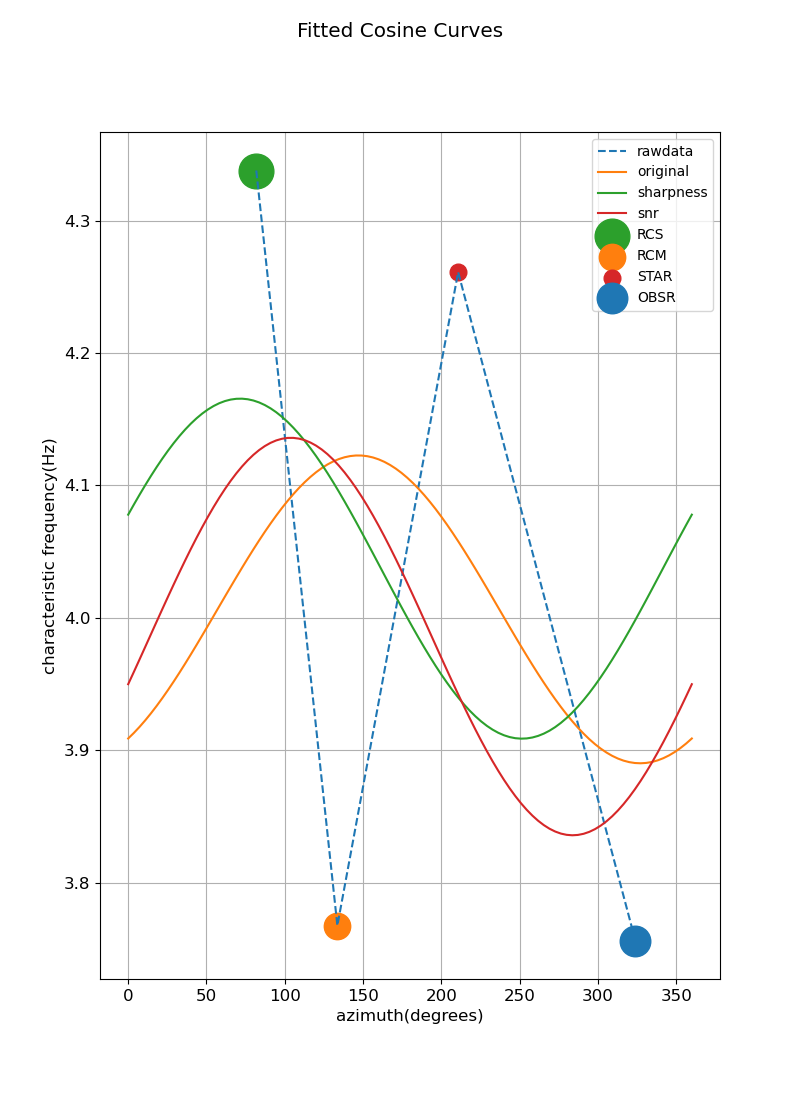 Fitted Cosine Curves
rawdata
original
sharpness
snr
RCS
RCM
STAR
OBSR
4.3
4.2
4.1
4.0
3.9
3.8
characteristic frequency(Hz)
0 50 100 150 200 250 300 350
azimuth(degrees)